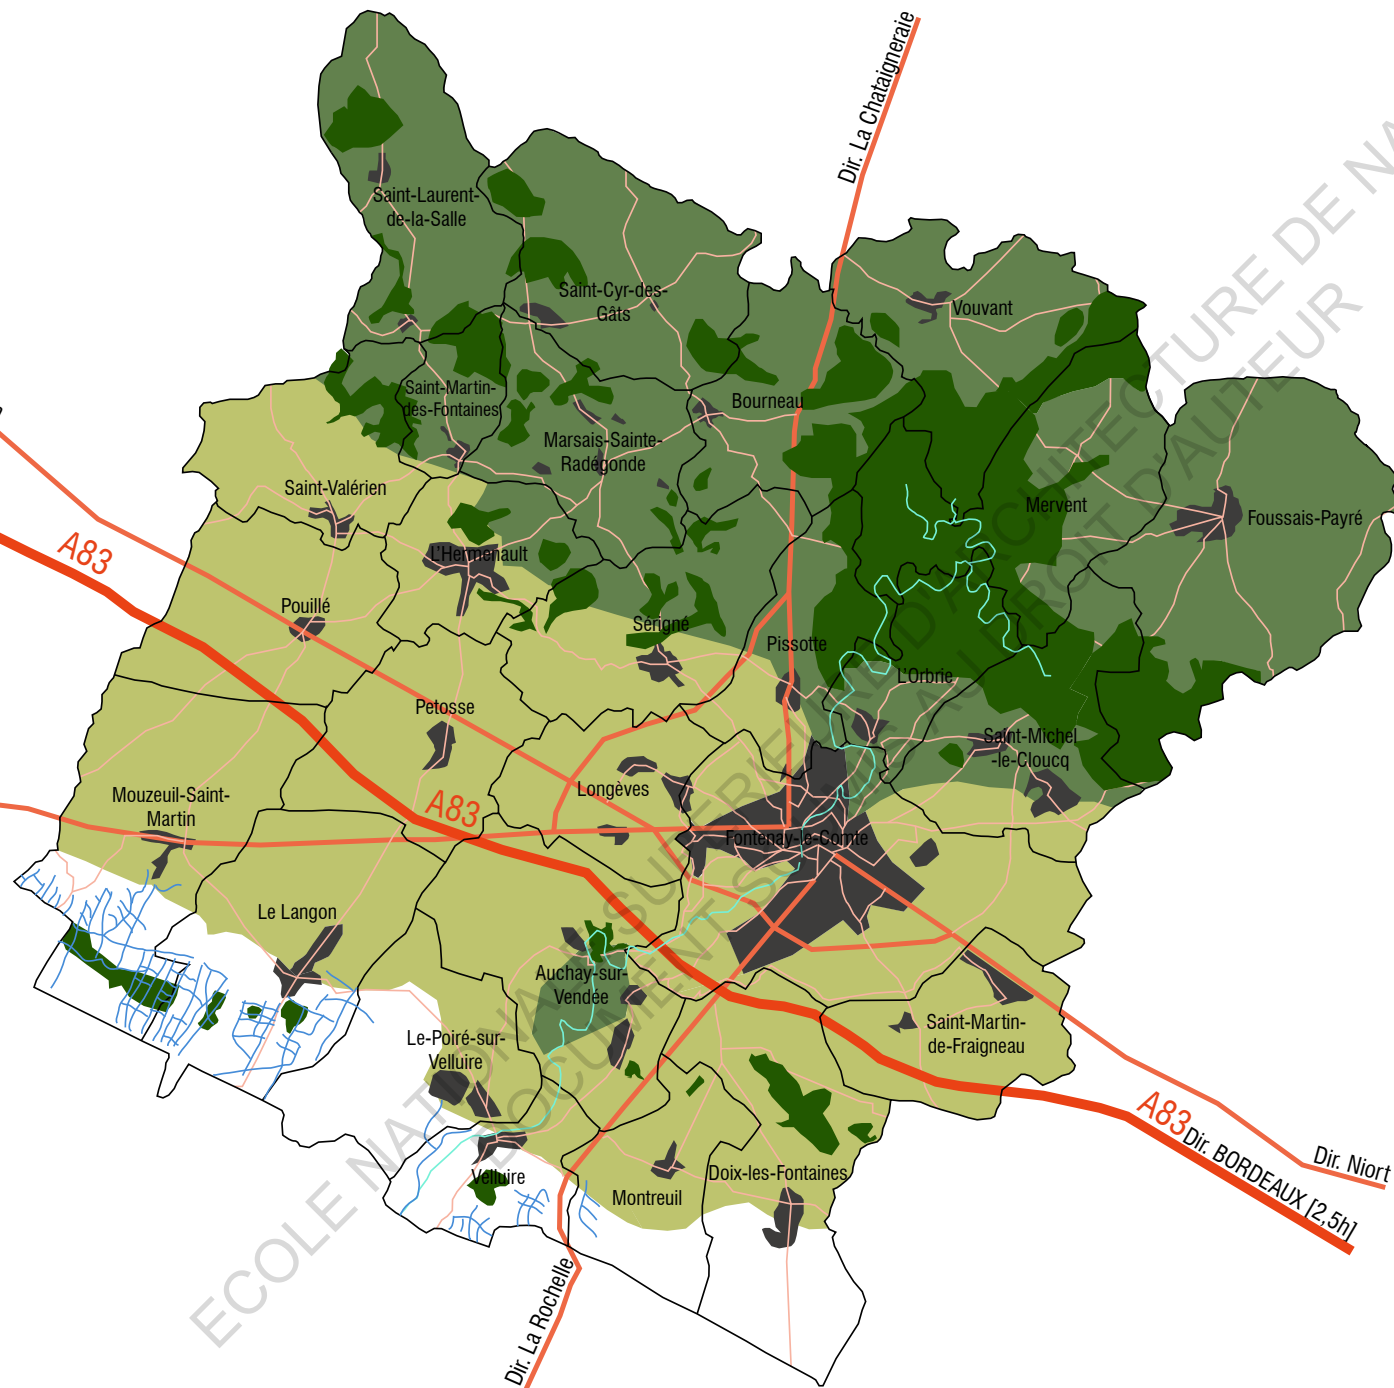 Dir. La Chataigneraie
Saint-Laurent-
de-la-Salle
Saint-Cyr-des-
Gâts
Vouvant
Saint-Martin-
des-Fontaines
Bourneau
Marsais-Sainte-
Radégonde
Saint-Valérien
Mervent
Foussais-Payré
A83
L'Hermenault
Pouillé
Sérigné
Pissotte
L'Orbrie
Petosse
Saint-Michel
-le-Cloucq
Longèves
Mouzeuil-Saint-
Martin
A83
Fontenay-le-Comte
Le Langon
Auchay-sur-
Vendée
Le-Poiré-sur-
Velluire
Saint-Martin-
de-Fraigneau
A83
Dir. BORDEAUX [2,5h]
Dir. Niort
Velluire
Montreuil
Doix-les-Fontaines
Dir. La Rochelle
ECOLE NATIONALE SUPERIEURE D'ARCHITECTURE DE NA
DOCUMENT SOUMIS AU DROIT D'AUTEUR